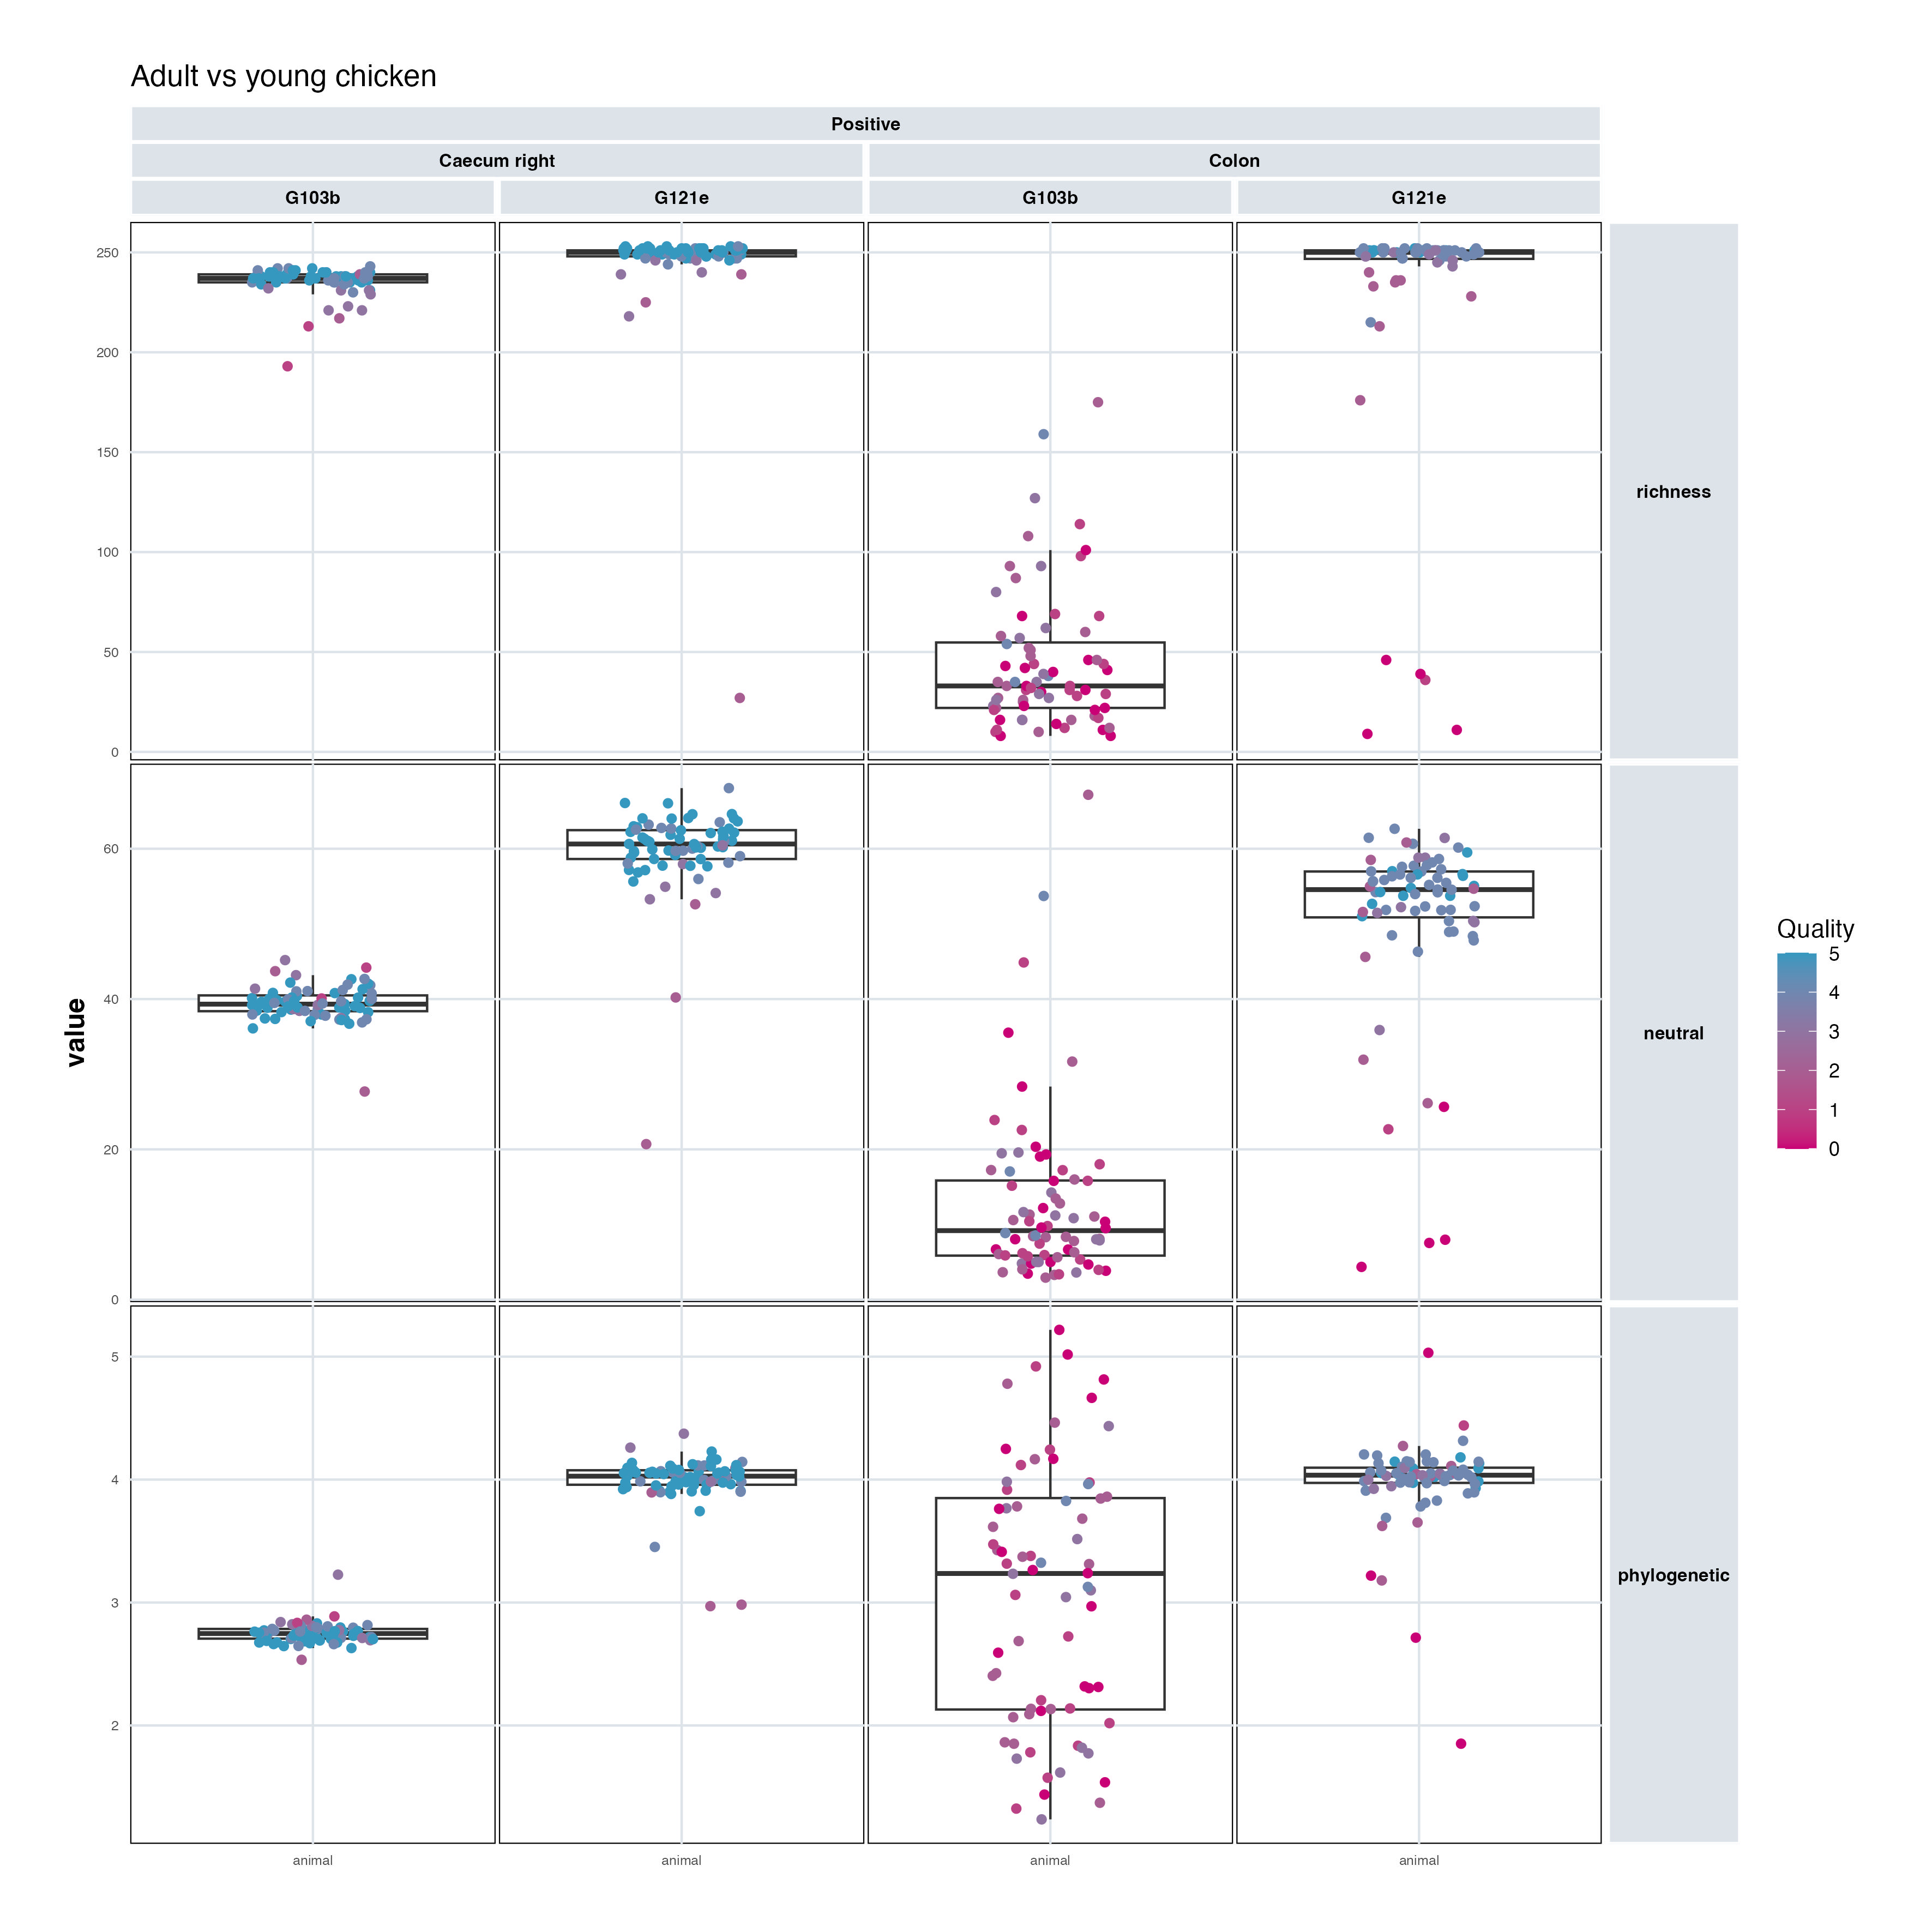 Adult vs young chicken
Positive
Caecum right
Colon
G103b
G121e
G103b
G121e
250
200
150
100
50
0
richness
60
40
20
0
neutral
5
4
3
2
phylogenetic
value
animal
animal
animal
animal
Quality
5
4
3
2
1
0